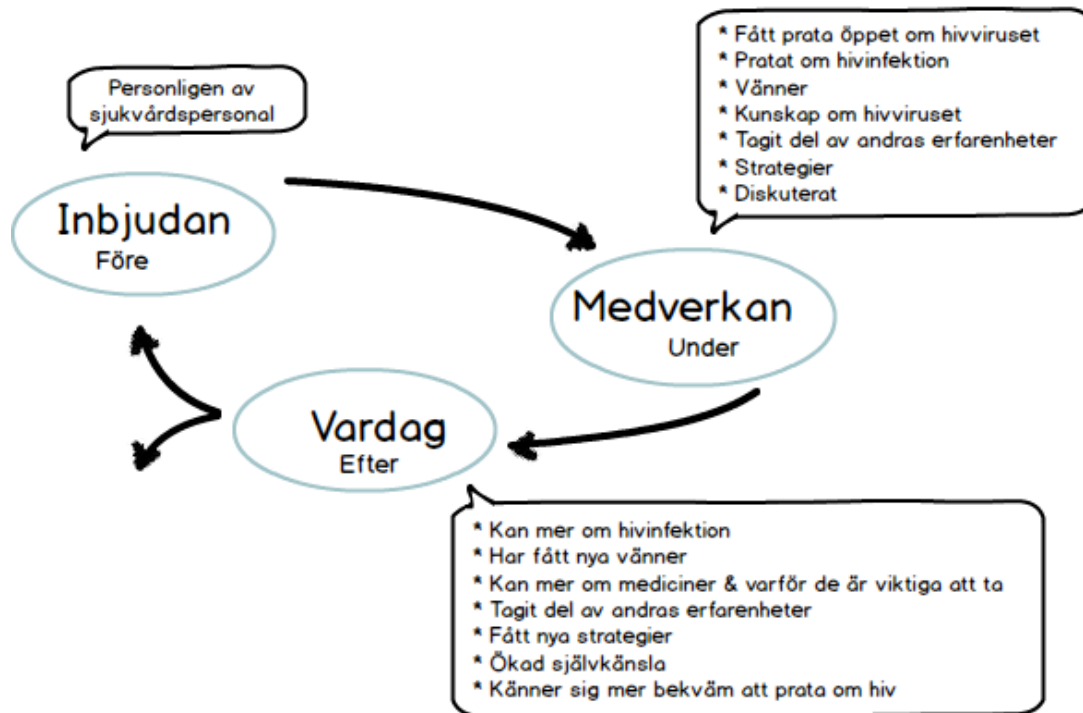 Personligen av
sjukvårdspersonal
Inbjudan
Före
* Fått prata öppet om hivviruset
* Pratat om hivinfektion
* Vänner
* Kunskap om hivviruset
* Tagit del av andras erfarenheter
* Strategier
* Diskuterat
Medverkan
Under
Vardag
Efter
* Kan mer om hivinfektion
* Har fått nya vänner
* Kan mer om mediciner & varför de är viktiga att ta
* Tagit del av andras erfarenheter
* Fått nya strategier
* Ökad självkänsla
* Känner sig mer bekväm att prata om hiv